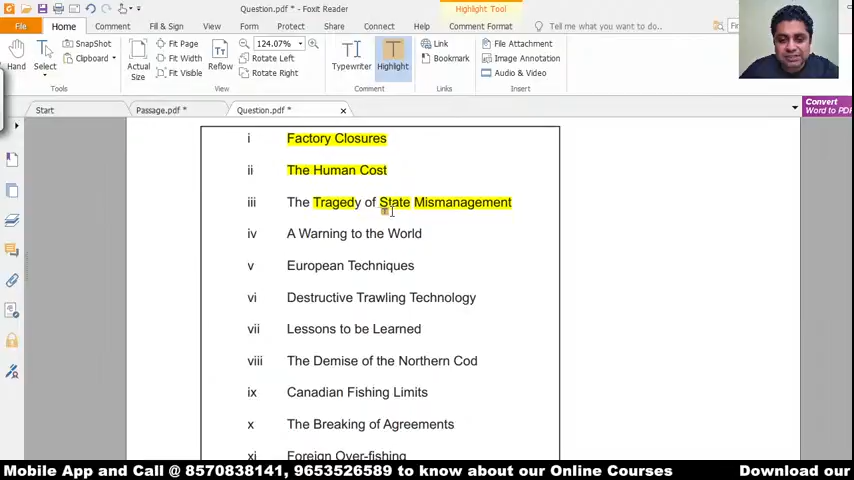 Question.pdf * - Foxit Reader
Highlight Tool
File
Home
Comment
Fill & Sign
Form
Protect
Share
Connect
Help
Comment Format
Tell me what you want to do...
Fin
Hand
Select
SnapShot
Clipboard
Actual Size
Fit Page
Fit Width
Fit Visible
Reflow
124.07%
Rotate Left
Rotate Right
Typewriter
Highlight
Link
Bookmark
File Attachment
Image Annotation
Audio & Video
Tools
View
Comment
Links
Insert
Start
Passage.pdf *
Question.pdf *
Convert
Word to PDF
i Factory Closures
ii The Human Cost
iii The Tragedy of State Mismanagement
iv A Warning to the World
v European Techniques
vi Destructive Trawling Technology
vii Lessons to be Learned
viii The Demise of the Northern Cod
ix Canadian Fishing Limits
x The Breaking of Agreements
xi Foreign Over-fishing
Mobile App and Call @ 8570838141, 9653526589 to know about our Online Courses
Download our